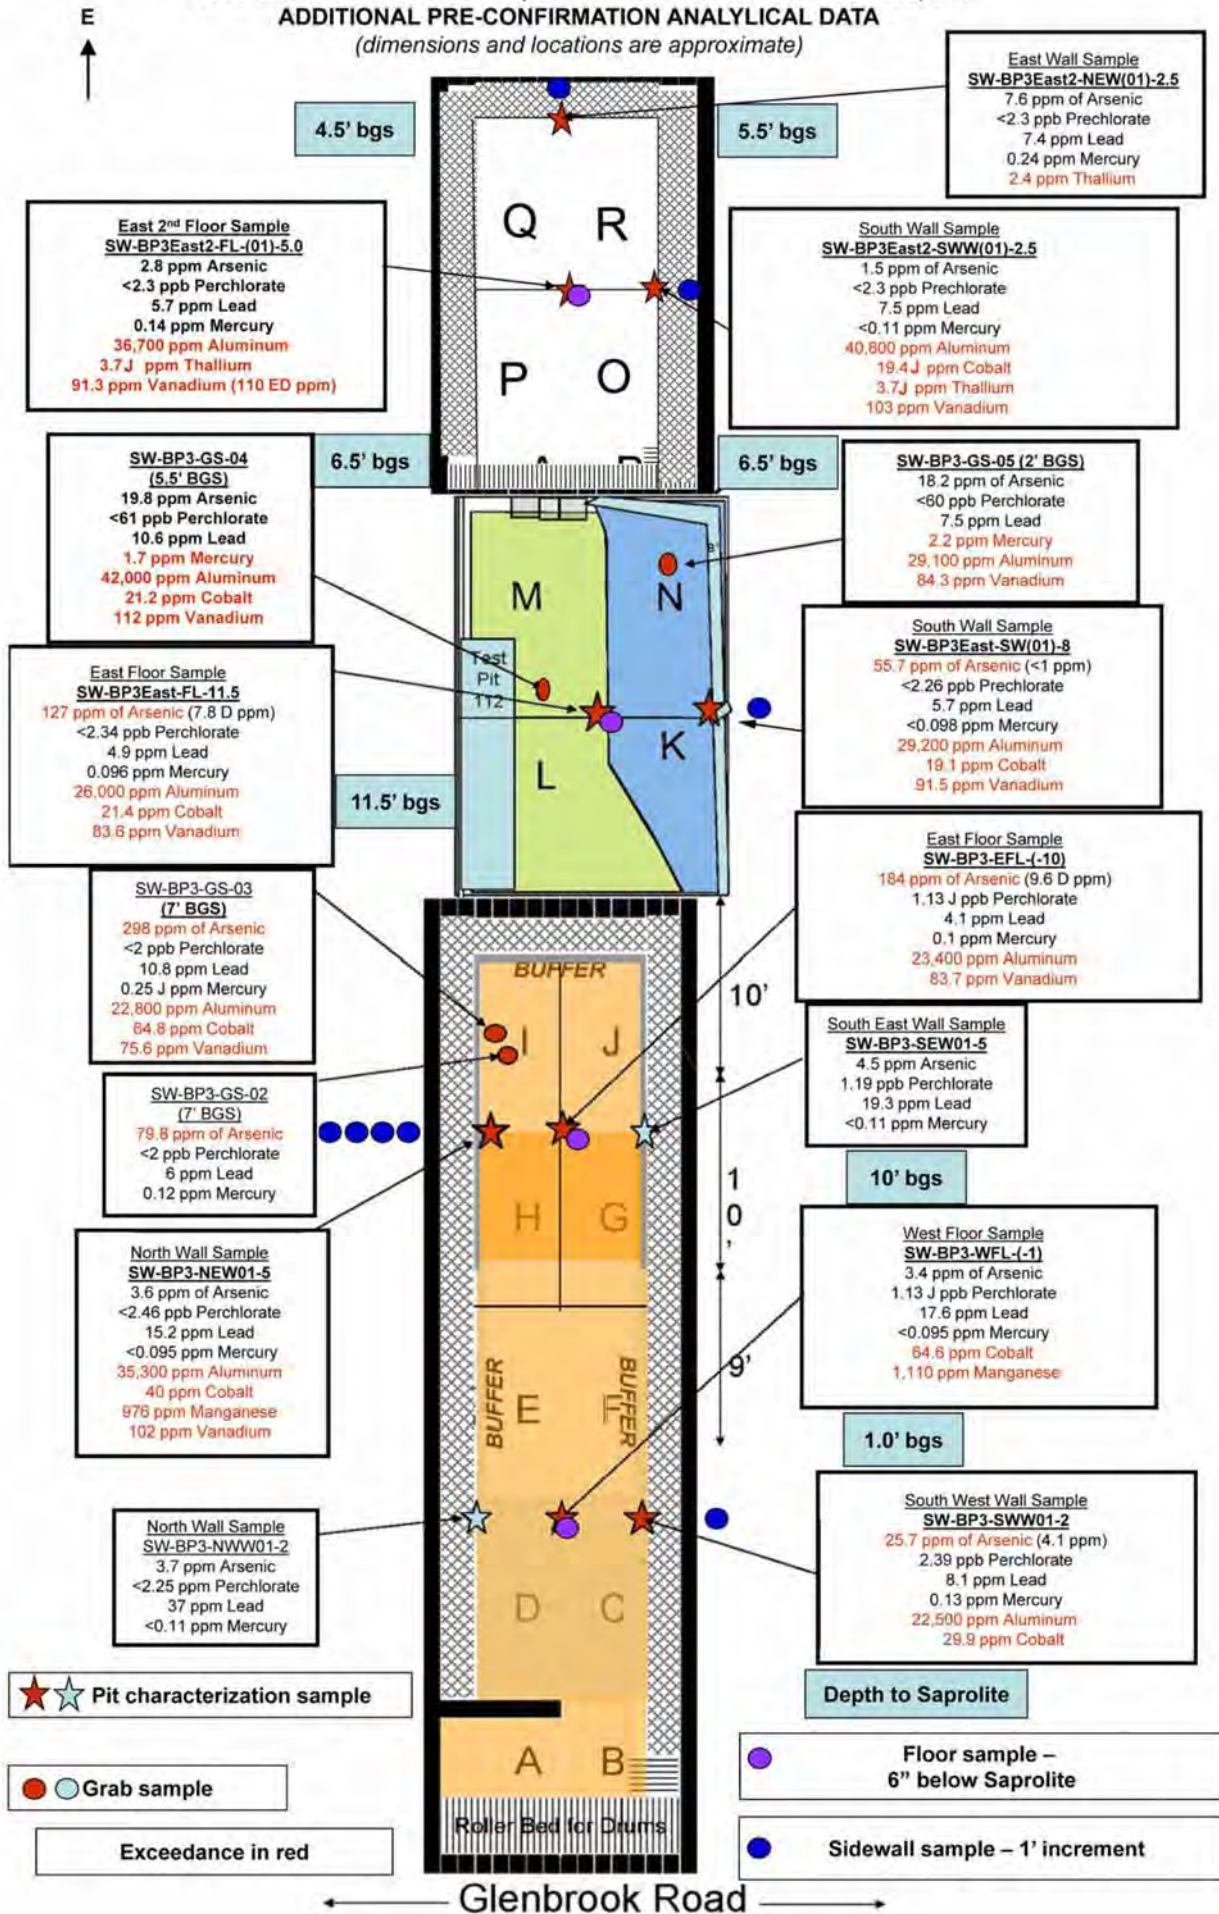 ADDITIONAL PRE-CONFIRMATION ANALYTICAL DATA
(dimensions and locations are approximate)
E
4.5' bgs
5.5' bgs
East Wall Sample
SW-BP3East2-NEW(01)-2.5
7.6 ppm of Arsenic
<2.3 ppb Prechlorate
7.4 ppm Lead
0.24 ppm Mercury
2.4 ppm Thallium
East 2nd Floor Sample
SW-BP3East2-FL-(01)-5.0
2.8 ppm Arsenic
<2.3 ppb Perchlorate
5.7 ppm Lead
0.14 ppm Mercury
36,700 ppm Aluminum
3.7J ppm Thallium
91.3 ppm Vanadium (110 ED ppm)
South Wall Sample
SW-BP3East2-SWW(01)-2.5
1.5 ppm of Arsenic
<2.3 ppb Prechlorate
7.5 ppm Lead
<0.11 ppm Mercury
40,800 ppm Aluminum
19.4J ppm Cobalt
3.7J ppm Thallium
103 ppm Vanadium
Q R
P O
6.5' bgs
6.5' bgs
SW-BP3-GS-04
(5.5' BGS)
19.8 ppm Arsenic
<61 ppb Perchlorate
10.6 ppm Lead
1.7 ppm Mercury
42,000 ppm Aluminum
21.2 ppm Cobalt
112 ppm Vanadium
SW-BP3-GS-05 (2' BGS)
18.2 ppm of Arsenic
<60 ppb Perchlorate
7.5 ppm Lead
2.2 ppm Mercury
29,100 ppm Aluminum
84.3 ppm Vanadium
M N
Test
Pit
112
L K
East Floor Sample
SW-BP3East-FL-11.5
127 ppm of Arsenic (7.8 D ppm)
<2.34 ppb Perchlorate
4.9 ppm Lead
0.096 ppm Mercury
26,000 ppm Aluminum
21.4 ppm Cobalt
83.6 ppm Vanadium
South Wall Sample
SW-BP3East-SW(01)-8
55.7 ppm of Arsenic (<1 ppm)
<2.26 ppb Prechlorate
5.7 ppm Lead
<0.098 ppm Mercury
29,200 ppm Aluminum
19.1 ppm Cobalt
91.5 ppm Vanadium
11.5' bgs
East Floor Sample
SW-BP3-EFL-(-10)
184 ppm of Arsenic (9.6 D ppm)
1.13 J ppb Perchlorate
4.1 ppm Lead
0.1 ppm Mercury
23,400 ppm Aluminum
83.7 ppm Vanadium
SW-BP3-GS-03
(7' BGS)
298 ppm of Arsenic
<2 ppb Perchlorate
10.8 ppm Lead
0.25 J ppm Mercury
22,800 ppm Aluminum
64.8 ppm Cobalt
75.6 ppm Vanadium
BUFFER
10'
I J
South East Wall Sample
SW-BP3-SEW01-5
4.5 ppm Arsenic
1.19 ppb Perchlorate
19.3 ppm Lead
<0.11 ppm Mercury
SW-BP3-GS-02
(7' BGS)
79.8 ppm of Arsenic
<2 ppb Perchlorate
6 ppm Lead
0.12 ppm Mercury
10' bgs
10'
H G
North Wall Sample
SW-BP3-NEW01-5
3.6 ppm of Arsenic
<2.46 ppb Perchlorate
15.2 ppm Lead
<0.095 ppm Mercury
35,300 ppm Aluminum
40 ppm Cobalt
976 ppm Manganese
102 ppm Vanadium
West Floor Sample
SW-BP3-WFL-(-1)
3.4 ppm of Arsenic
1.13 J ppb Perchlorate
17.6 ppm Lead
<0.095 ppm Mercury
64.6 ppm Cobalt
1,110 ppm Manganese
9'
BUFFER
E F
BUFFER
1.0' bgs
South West Wall Sample
SW-BP3-SWW01-2
25.7 ppm of Arsenic (4.1 ppm)
2.39 ppb Perchlorate
8.1 ppm Lead
0.13 ppm Mercury
22,500 ppm Aluminum
29.9 ppm Cobalt
North Wall Sample
SW-BP3-NWW01-2
3.7 ppm Arsenic
<2.25 ppm Perchlorate
37 ppm Lead
<0.11 ppm Mercury
D C
Pit characterization sample
Depth to Saprolite
A B
Floor sample –
6" below Saprolite
Grab sample
Roller Bed for Drums
Exceedance in red
Sidewall sample – 1' increment
Glenbrook Road